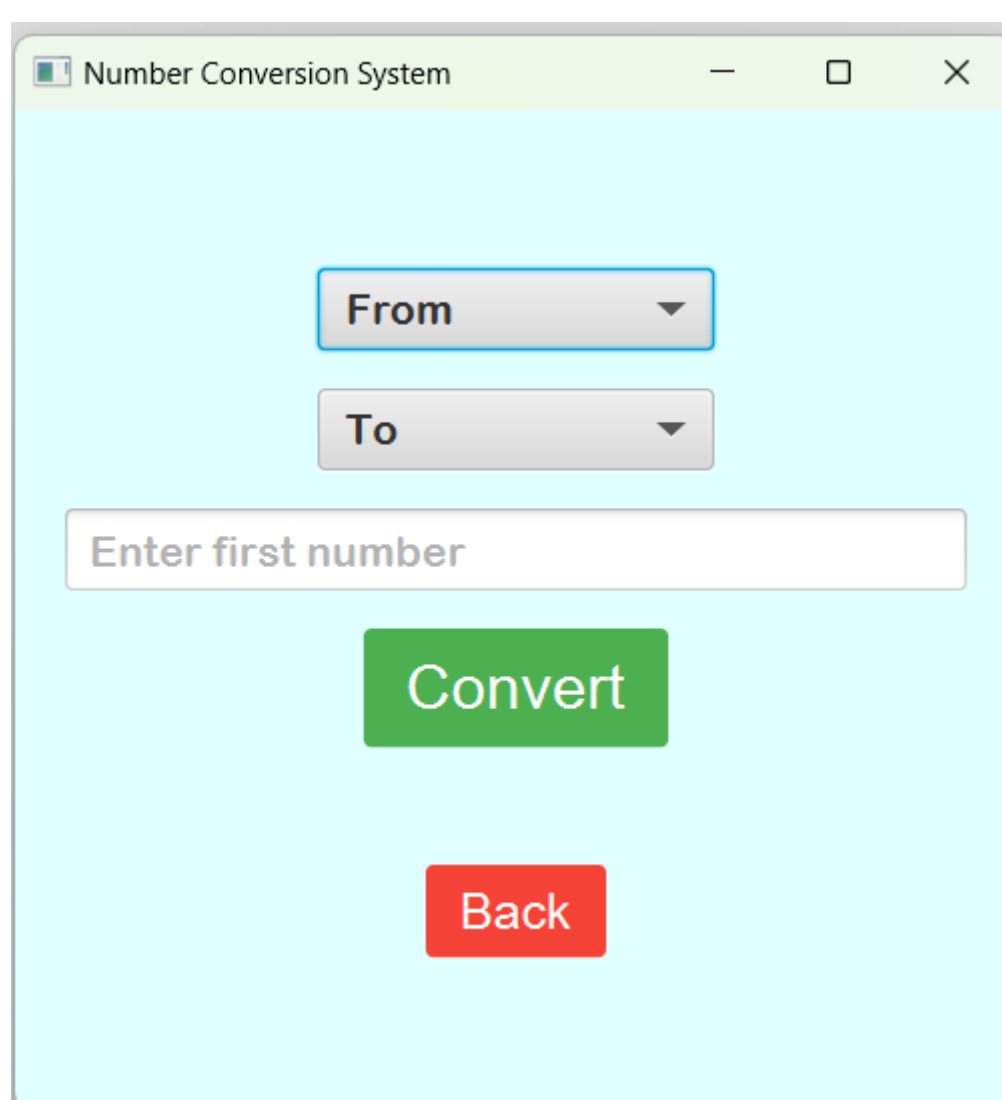 Number Conversion System
From
To
Enter first number
Convert
Back